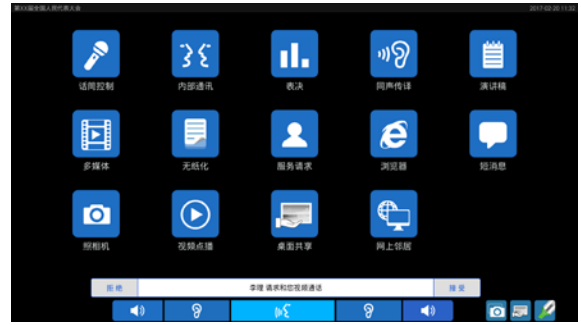 第XX届全国人民代表大会 2017-02-20 11:32
话筒控制 内部通讯 表决 同声传译 演讲稿
多媒体 无纸化 服务请求 浏览器 短消息
照相机 视频点播 桌面共享 网上邻居
拒绝 李理 请求和您视频通话 接受